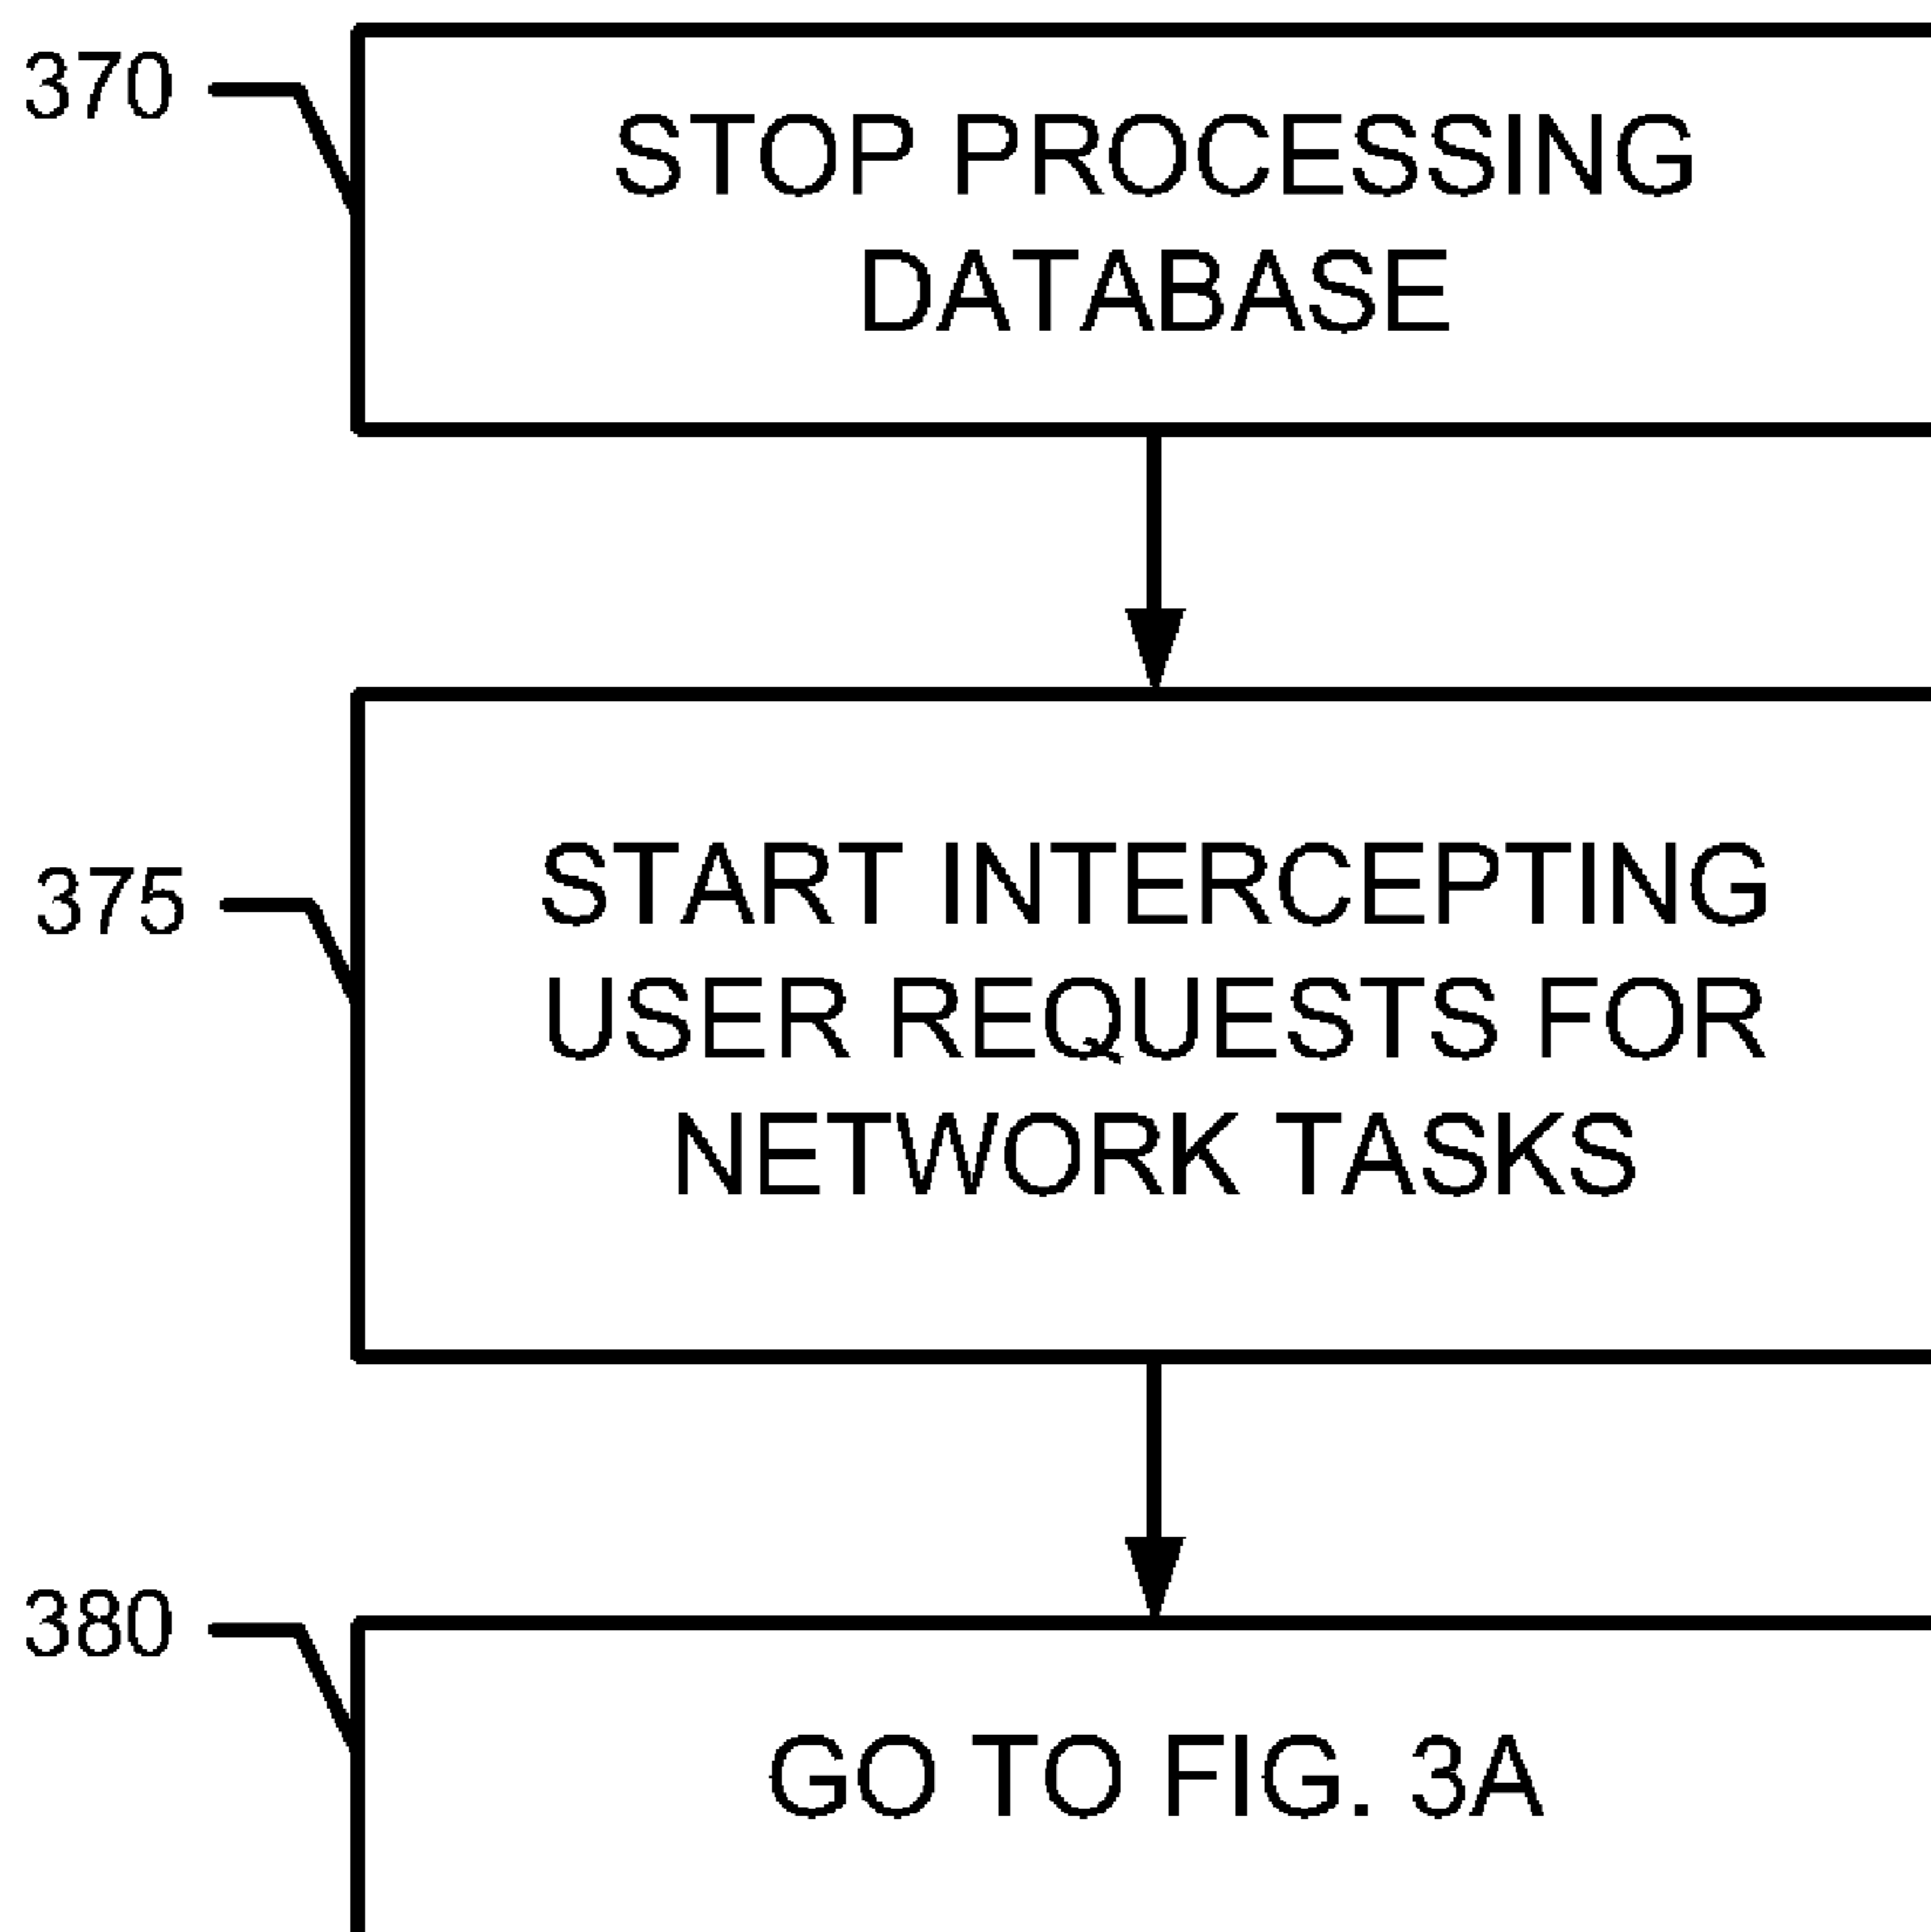 370
STOP PROCESSING
DATABASE
375
START INTERCEPTING
USER REQUESTS FOR
NETWORK TASKS
380
GO TO FIG. 3A